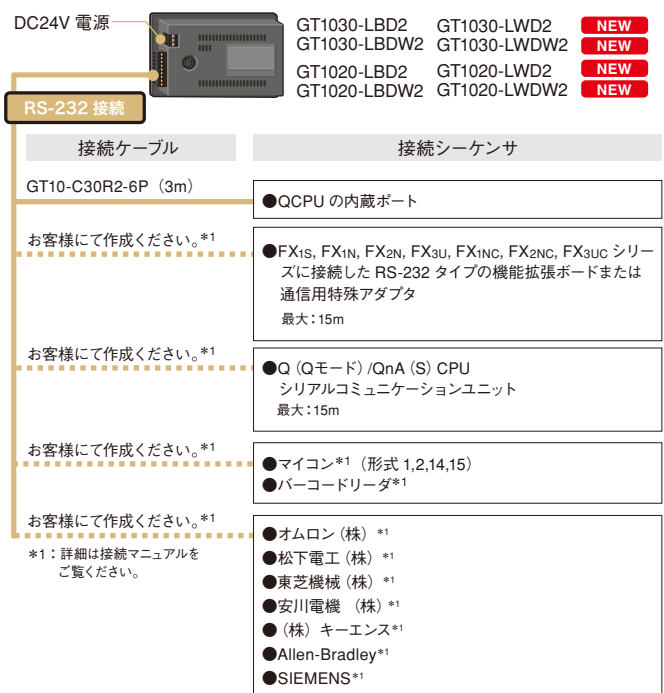 DC24V 電源
GT1030-LBD2 GT1030-LWD2 NEW
GT1030-LBDW2 GT1030-LWDW2 NEW
GT1020-LBD2 GT1020-LWD2 NEW
GT1020-LBDW2 GT1020-LWDW2 NEW
RS-232 接続
接続ケーブル 接続シーケンサ
GT10-C30R2-6P（3m）
●QCPU の内蔵ポート
お客様にて作成ください。*1
●FX1S, FX1N, FX2N, FX3U, FX1NC, FX2NC, FX3UC シリー
ズに接続した RS-232 タイプの機能拡張ボードまたは
通信用特殊アダプタ
最大：15m
お客様にて作成ください。*1
●Q（Qモード）/QnA（S）CPU
シリアルコミュニケーションユニット
最大：15m
お客様にて作成ください。*1
●マイコン*1（形式 1,2,14,15）
●バーコードリーダ*1
お客様にて作成ください。*1
*1：詳細は接続マニュアルを
ご覧ください。
●オムロン（株）*1
●松下電工（株）*1
●東芝機械（株）*1
●安川電機 （株）*1
●（株）キーエンス*1
●Allen-Bradley*1
●SIEMENS*1